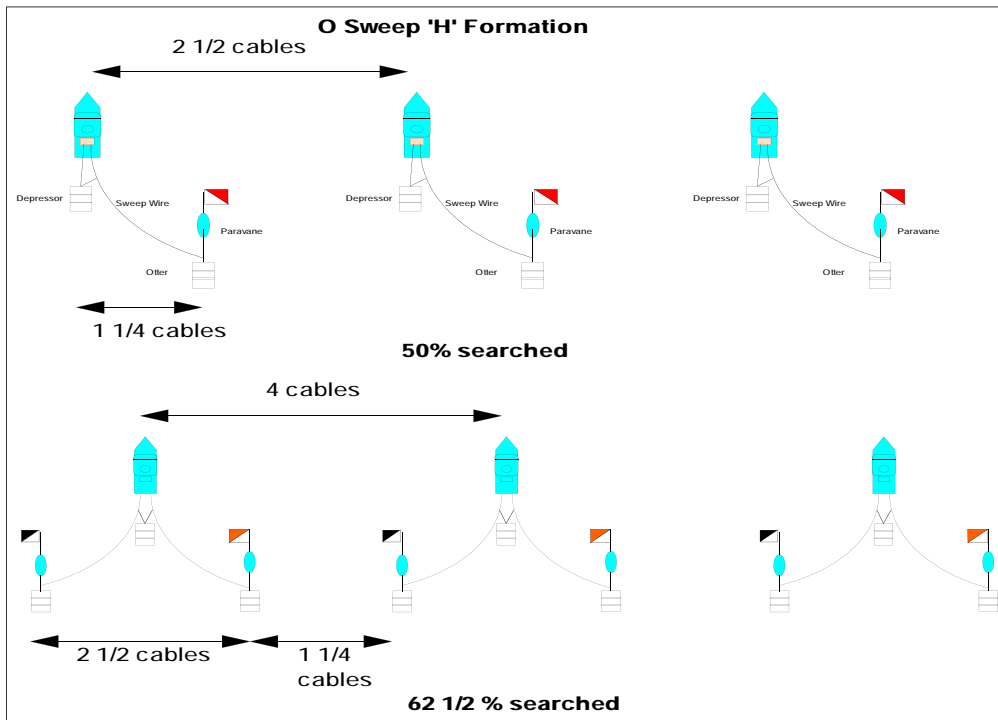 O Sweep 'H' Formation
2 1/2 cables
Depressor
Sweep Wire
Paravane
Otter
Depressor
Sweep Wire
Paravane
Otter
Depressor
Sweep Wire
Paravane
Otter
1 1/4 cables
50% searched
4 cables
2 1/2 cables
1 1/4
cables
62 1/2 % searched